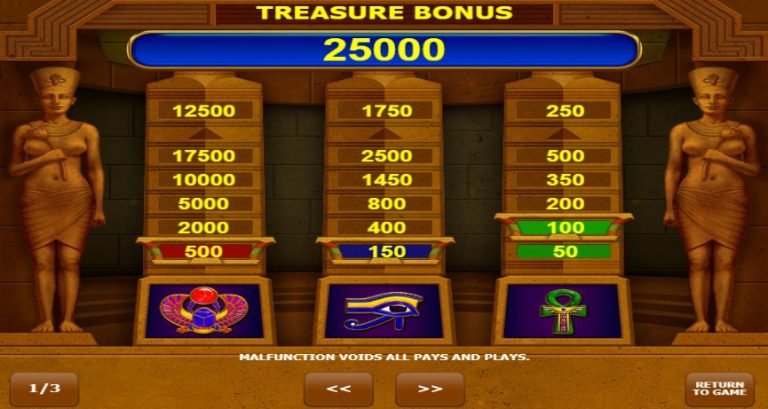 TREASURE BONUS
25000
12500 1750 250
17500 2500 500
10000 1450 350
5000 800 200
2000 400 100
500 150 50
MALFUNCTION VOIDS ALL PAYS AND PLAYS.
1/3 << >> RETURN
TO GAME